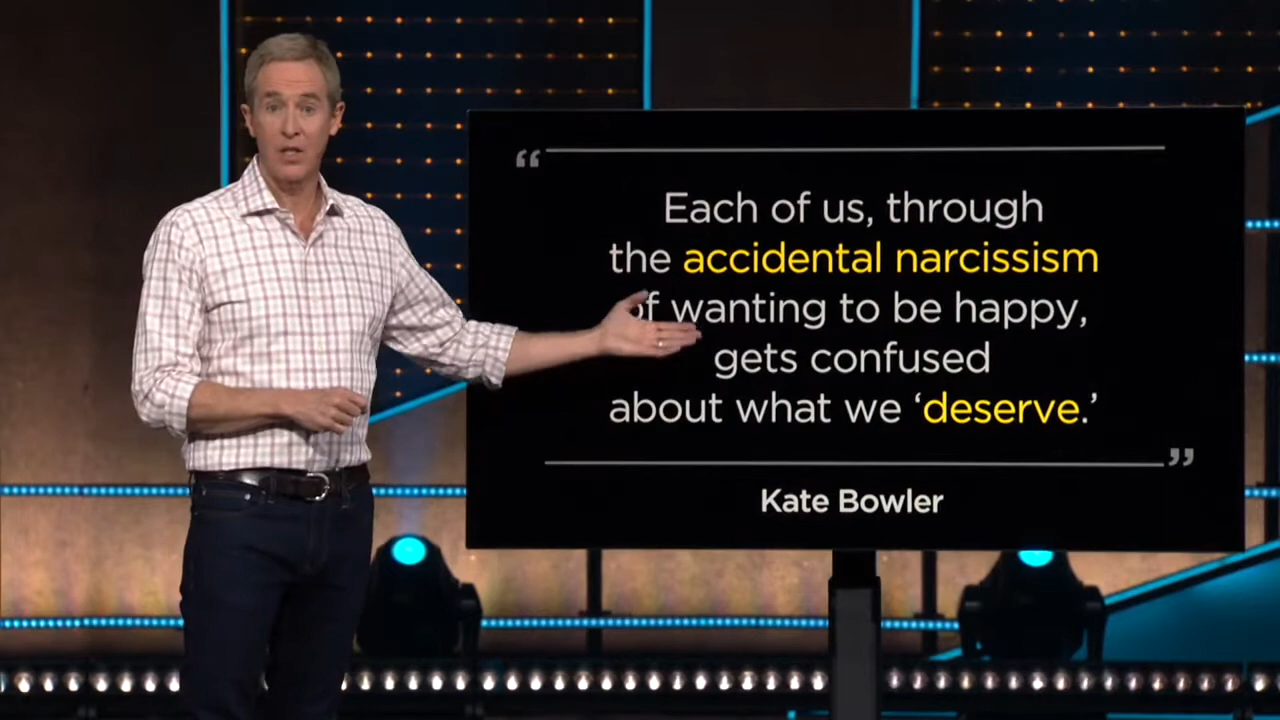 “
Each of us, through
the accidental narcissism
of wanting to be happy,
gets confused
about what we ‘deserve.’
”
Kate Bowler